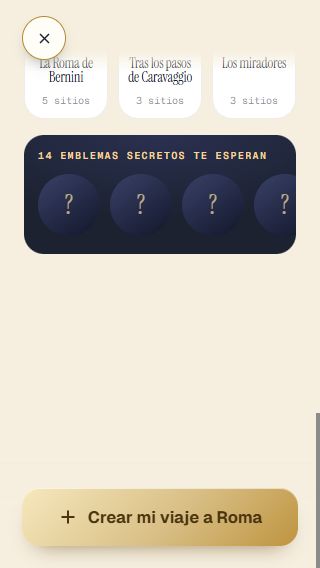 La Roma de
Bernini
5 sitios
Tras los pasos
de Caravaggio
3 sitios
Los miradores
3 sitios
14 EMBLEMAS SECRETOS TE ESPERAN
? ? ? ?
+ Crear mi viaje a Roma